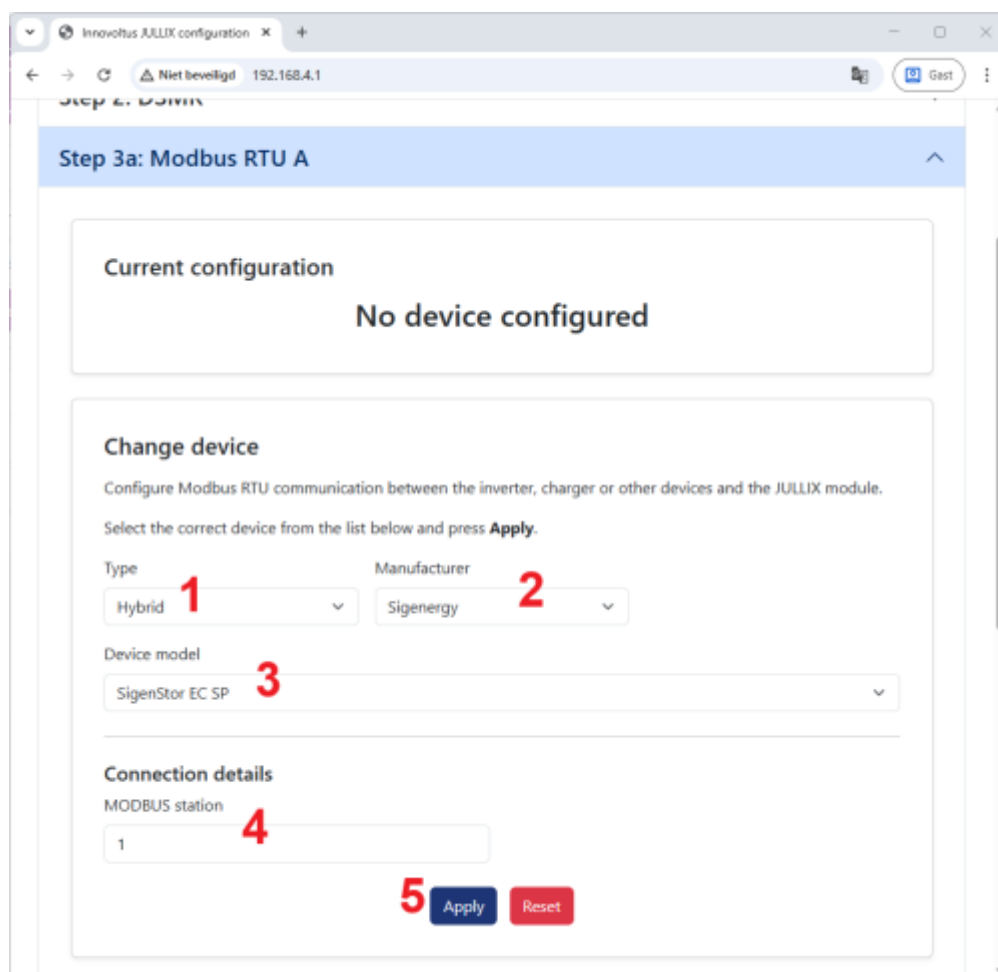 Innovoltus JULLIX configuration
Niet beveiligd 192.168.4.1 Gast
Step 2: DSMR
Step 3a: Modbus RTU A
Current configuration
No device configured
Change device
Configure Modbus RTU communication between the inverter, charger or other devices and the JULLIX module.
Select the correct device from the list below and press Apply.
Type Manufacturer
Hybrid 1 Sigenergy 2
Device model
SigenStor EC SP 3
Connection details
MODBUS station
1 4
5 Apply Reset